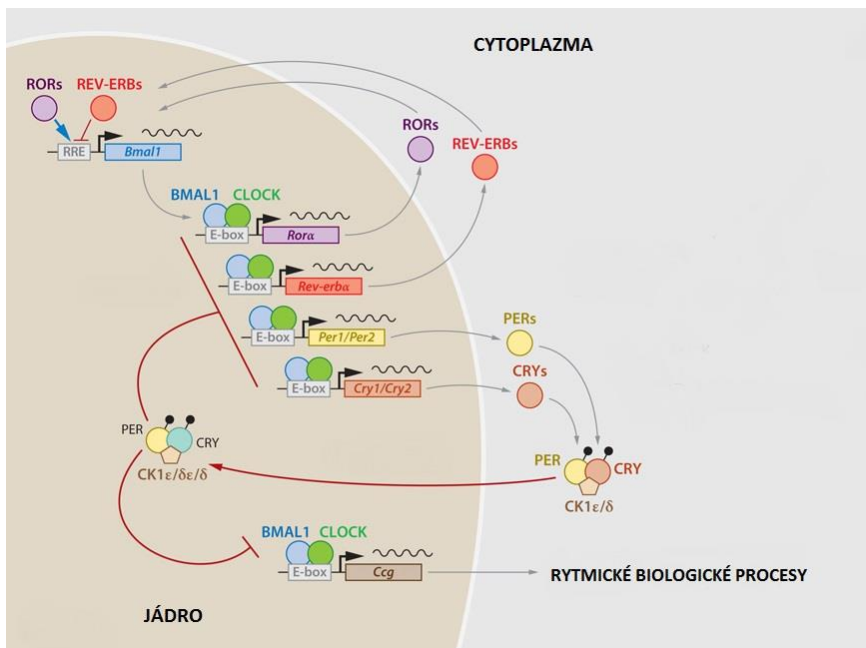 CYTOPLAZMA
RORs REV-ERBs
RRE Bmal1
RORs
REV-ERBs
BMAL1 CLOCK
E-box Rorα
E-box Rev-erbα
E-box Per1/Per2
PERs
E-box Cry1/Cry2
CRYs
PER CRY
CK1ε/δε/δ
PER CRY
CK1ε/δ
BMAL1 CLOCK
E-box Ccg
RYTMICKÉ BIOLOGICKÉ PROCESY
JÁDRO